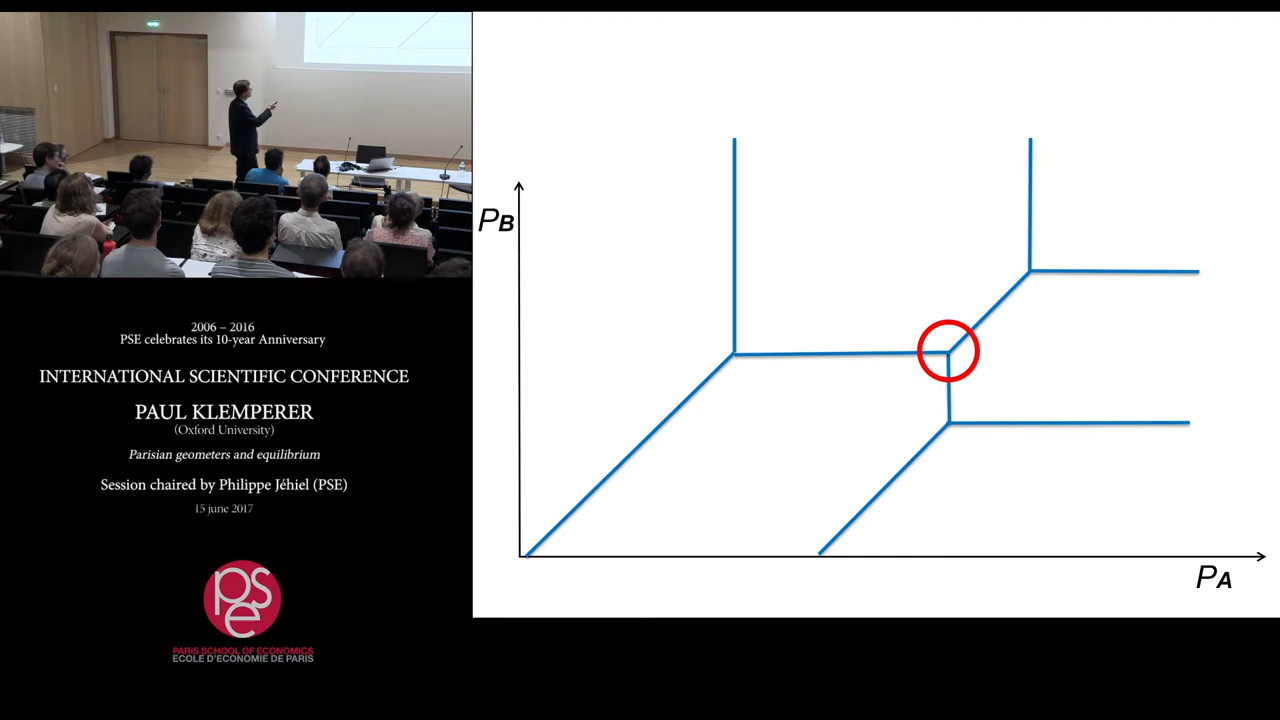 2006 – 2016
PSE celebrates its 10-year Anniversary
INTERNATIONAL SCIENTIFIC CONFERENCE
PAUL KLEMPERER
(Oxford University)
Parisian geometers and equilibrium
Session chaired by Philippe Jéhiel (PSE)
15 june 2017
pse
PARIS SCHOOL OF ECONOMICS
ECOLE D'ECONOMIE DE PARIS
PB
PA